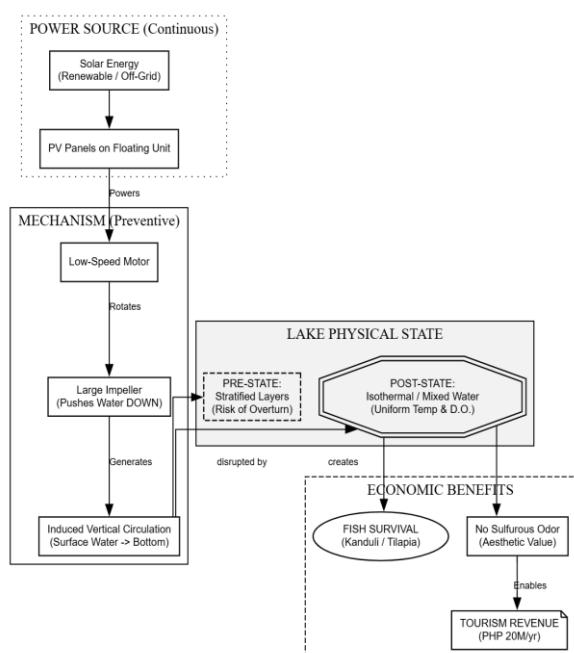 POWER SOURCE (Continuous)
Solar Energy
(Renewable / Off-Grid)
PV Panels on Floating Unit
Powers
MECHANISM (Preventive)
Low-Speed Motor
Rotates
Large Impeller
(Pushes Water DOWN)
Generates
Induced Vertical Circulation
(Surface Water -> Bottom)
LAKE PHYSICAL STATE
PRE-STATE:
Stratified Layers
(Risk of Overturn)
POST-STATE:
Isothermal / Mixed Water
(Uniform Temp & D.O.)
disrupted by
creates
ECONOMIC BENEFITS
FISH SURVIVAL
(Kanduli / Tilapia)
No Sulfurous Odor
(Aesthetic Value)
Enables
TOURISM REVENUE
(PHP 20M/yr)